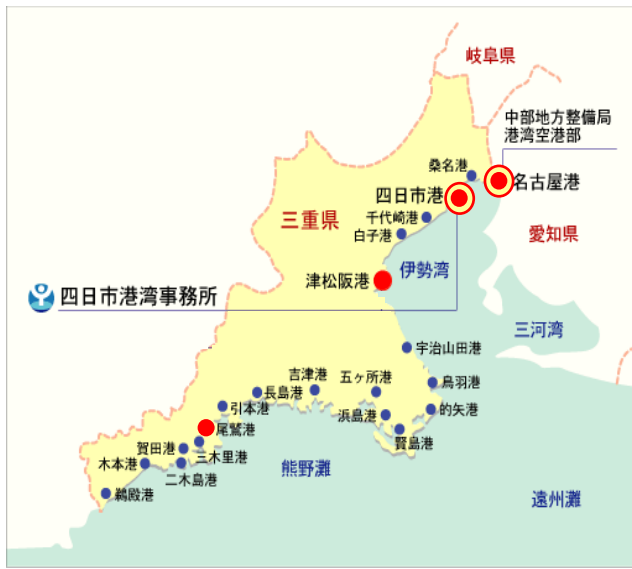 岐阜県
中部地方整備局
港湾空港部
桑名港
名古屋港
四日市港
千代崎港
三重県
白子港
愛知県
伊勢湾
津松阪港
四日市港湾事務所
三河湾
宇治山田港
吉津港
五ヶ所港
鳥羽港
長島港
引本港
浜島港
的矢港
尾鷲港
賢島港
賀田港
三木里港
木本港
熊野灘
二木島港
鵜殿港
遠州灘